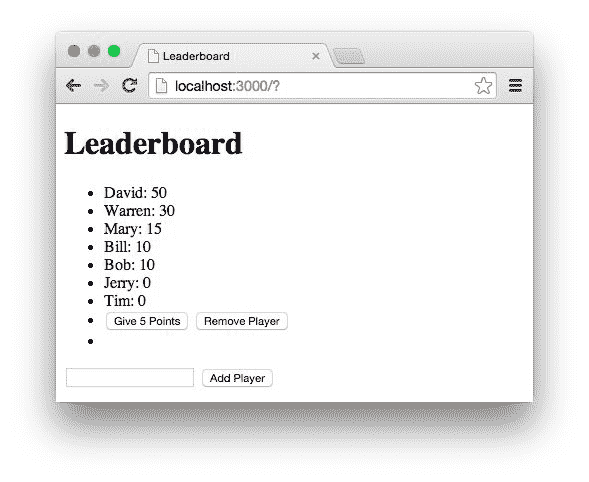 Leaderboard
localhost:3000/?
Leaderboard
David: 50
Warren: 30
Mary: 15
Bill: 10
Bob: 10
Jerry: 0
Tim: 0
Give 5 Points Remove Player
Add Player